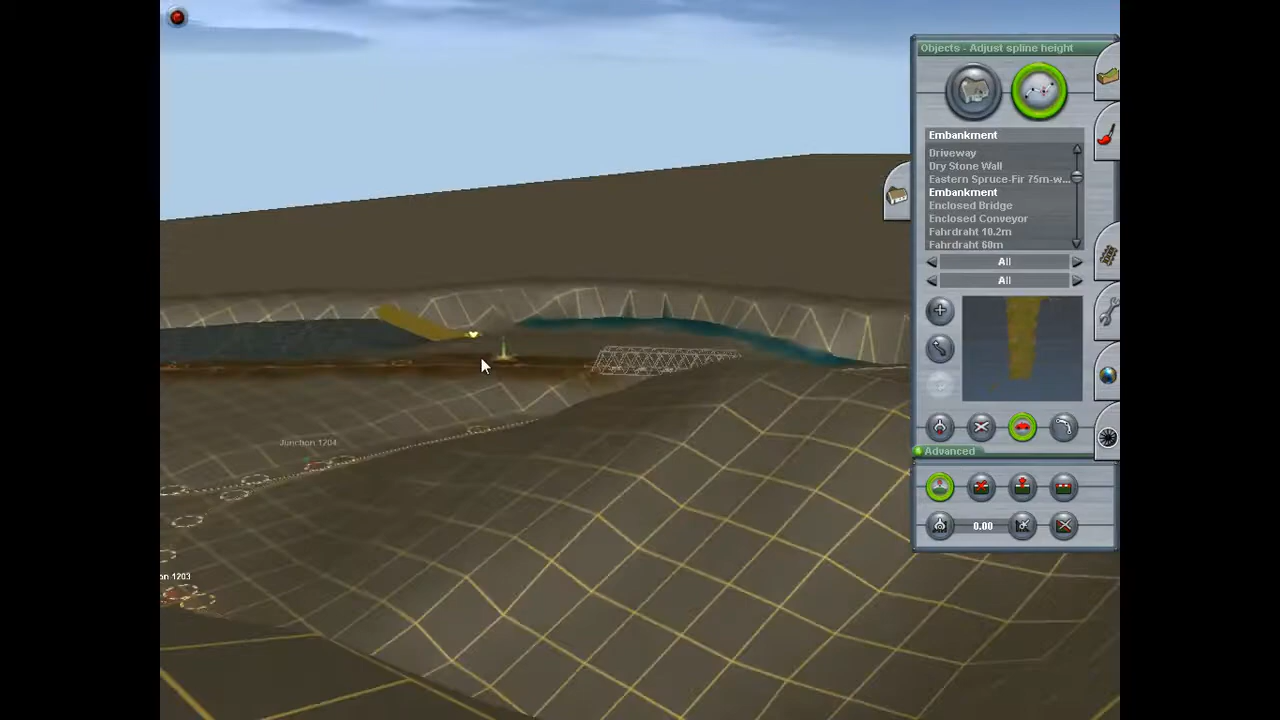 Objects - Adjust spline height
Embankment
Driveway
Dry Stone Wall
Eastern Spruce-Fir 75m-w...
Embankment
Enclosed Bridge
Enclosed Conveyor
Fahrdraht 10.2m
Fahrdraht 60m
All
All
Junction 1204
Advanced
0.00
on 1203